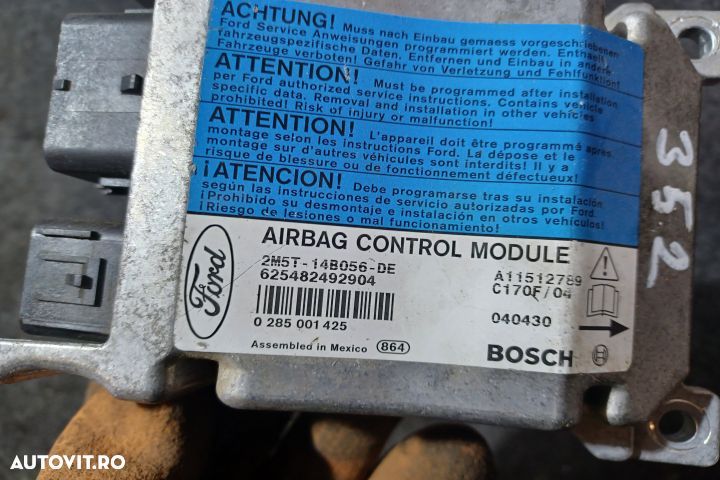 ACHTUNG! Muss nach Einbau gemaess vorgeschriebenen
Ford Service Anweisungen programmiert werden. Enthaelt
fahrzeugspezifische Daten. Entfernen und Einbau in andere
Fahrzeuge verboten! Gefahr von Verletzung und Fehlfunktion!
ATTENTION! Must be programmed after installation
per Ford authorized service instructions. Contains vehicle
specific data. Removal and installation in other vehicles
prohibited! Risk of injury or malfunction!
ATTENTION! L'appareil doit être programmé après
montage selon les instructions Ford. La dépose et le
montage sur d'autres véhicules sont interdits! Il y a
risque de blessure ou de fonctionnement défectueux!
¡ATENCION! Debe programarse tras su instalación
según las instrucciones de servicio autorizadas por Ford.
¡Prohibido su desmontaje e instalación en otros vehículos!
¡Riesgo de lesiones o mal funcionamiento!
352
Ford
AIRBAG CONTROL MODULE
2M5T-14B056-DE
A11512789
625482492904
C170F/04
0 285 001 425
040430
Assembled in Mexico 864
BOSCH
AUTOVIT.RO